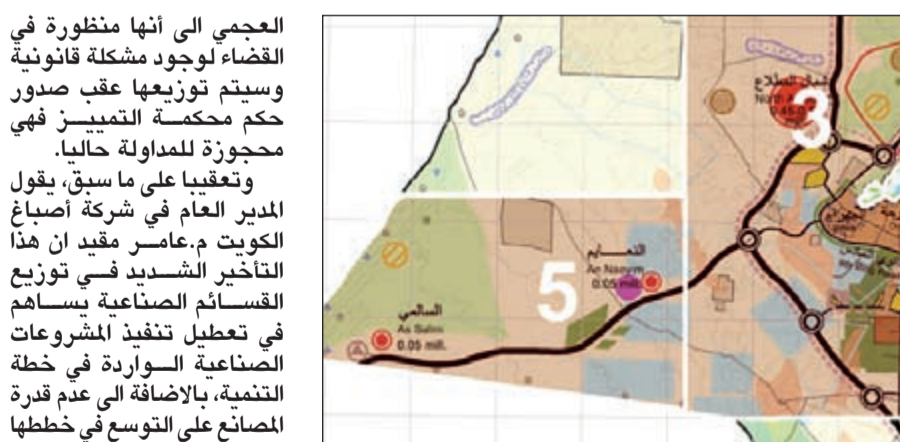 العجمي الى أنها منظورة في
القضاء لوجود مشكلة قانونية
وسيتم توزيعها عقب صدور
حكم محكمة التمييز فهي
محجوزة للمداولة حاليا.
وتعقيبا على ما سبق، يقول
المدير العام في شركة أصباغ
الكويت م.عامر مقيد ان هذا
التأخير الشديد في توزيع
القسائم الصناعية يساهم
في تعطيل تنفيذ المشروعات
الصناعية الواردة في خطة
التنمية، بالاضافة الى عدم قدرة
المصانع على التوسع في خططها
3
النعايم
An Naayim
0.05 mill.
5
السالمي
As Salmi
0.05 mill.